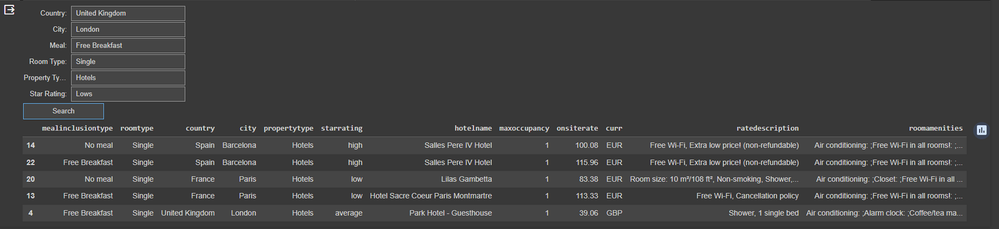 Country: United Kingdom
City: London
Meal: Free Breakfast
Room Type: Single
Property Ty... Hotels
Star Rating: Lows
Search
mealinclusiontype roomtype country city propertytype starrating hotelname maxoccupancy onsiterate curr ratedescription roomamenities
14 No meal Single Spain Barcelona Hotels high Salles Pere IV Hotel 1 100.08 EUR Free Wi-Fi, Extra low price! (non-refundable) Air conditioning: ;Free Wi-Fi in all rooms!: ;...
22 Free Breakfast Single Spain Barcelona Hotels high Salles Pere IV Hotel 1 115.96 EUR Free Wi-Fi, Extra low price! (non-refundable) Air conditioning: ;Free Wi-Fi in all rooms!: ;...
20 No meal Single France Paris Hotels low Lilas Gambetta 1 83.38 EUR Room size: 10 m²/108 ft², Non-smoking, Shower,... Air conditioning: ;Closet: ;Free Wi-Fi in all ...
13 Free Breakfast Single France Paris Hotels low Hotel Sacre Coeur Paris Montmartre 1 113.33 EUR Free Wi-Fi, Cancellation policy Air conditioning: ;Free Wi-Fi in all rooms!: ;...
4 Free Breakfast Single United Kingdom London Hotels average Park Hotel - Guesthouse 1 39.06 GBP Shower, 1 single bed Air conditioning: ;Alarm clock: ;Coffee/tea ma...